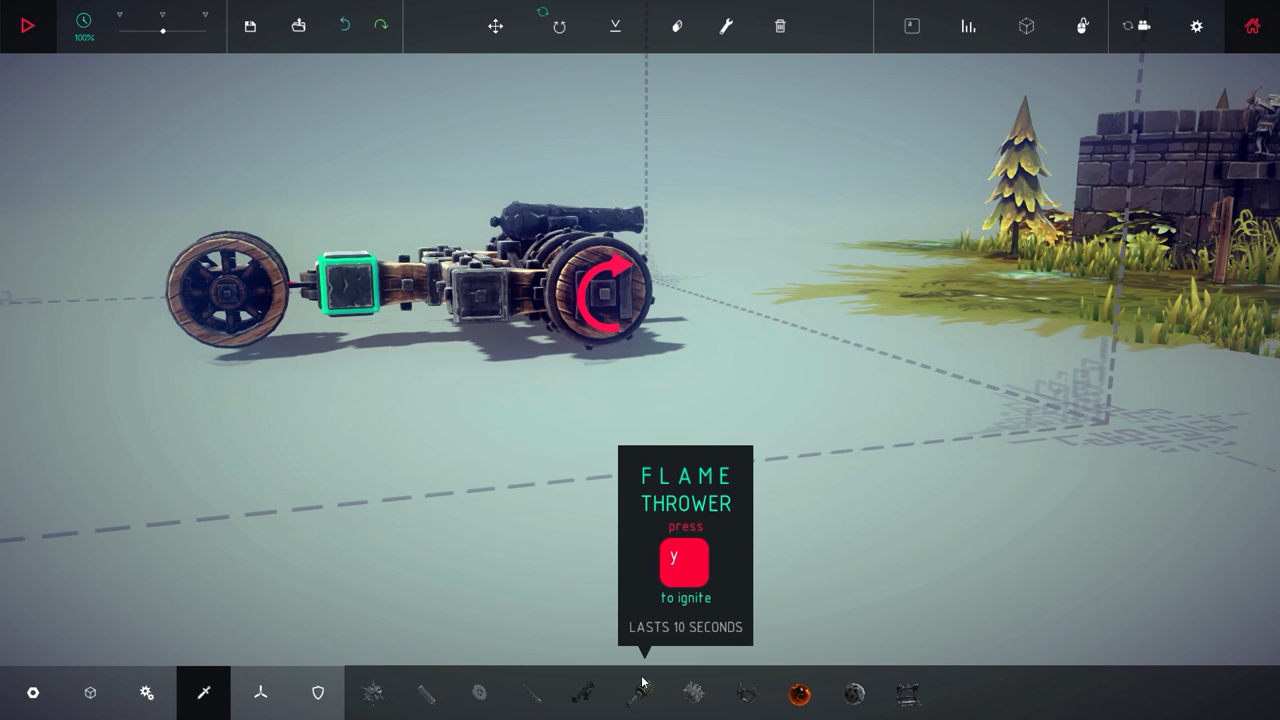 100%
FLAME
THROWER
press
y
to ignite
LASTS 10 SECONDS